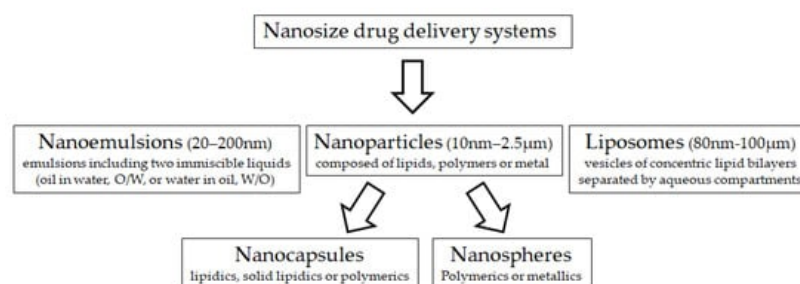 Nanosize drug delivery systems
Nanoemulsions (20–200nm)
emulsions including two immiscible liquids
(oil in water, O/W, or water in oil, W/O)
Nanoparticles (10nm–2.5μm)
composed of lipids, polymers or metal
Liposomes (80nm-100μm)
vesicles of concentric lipid bilayers
separated by aqueous compartments
Nanocapsules
lipidics, solid lipidics or polymerics
Nanospheres
Polymerics or metallics